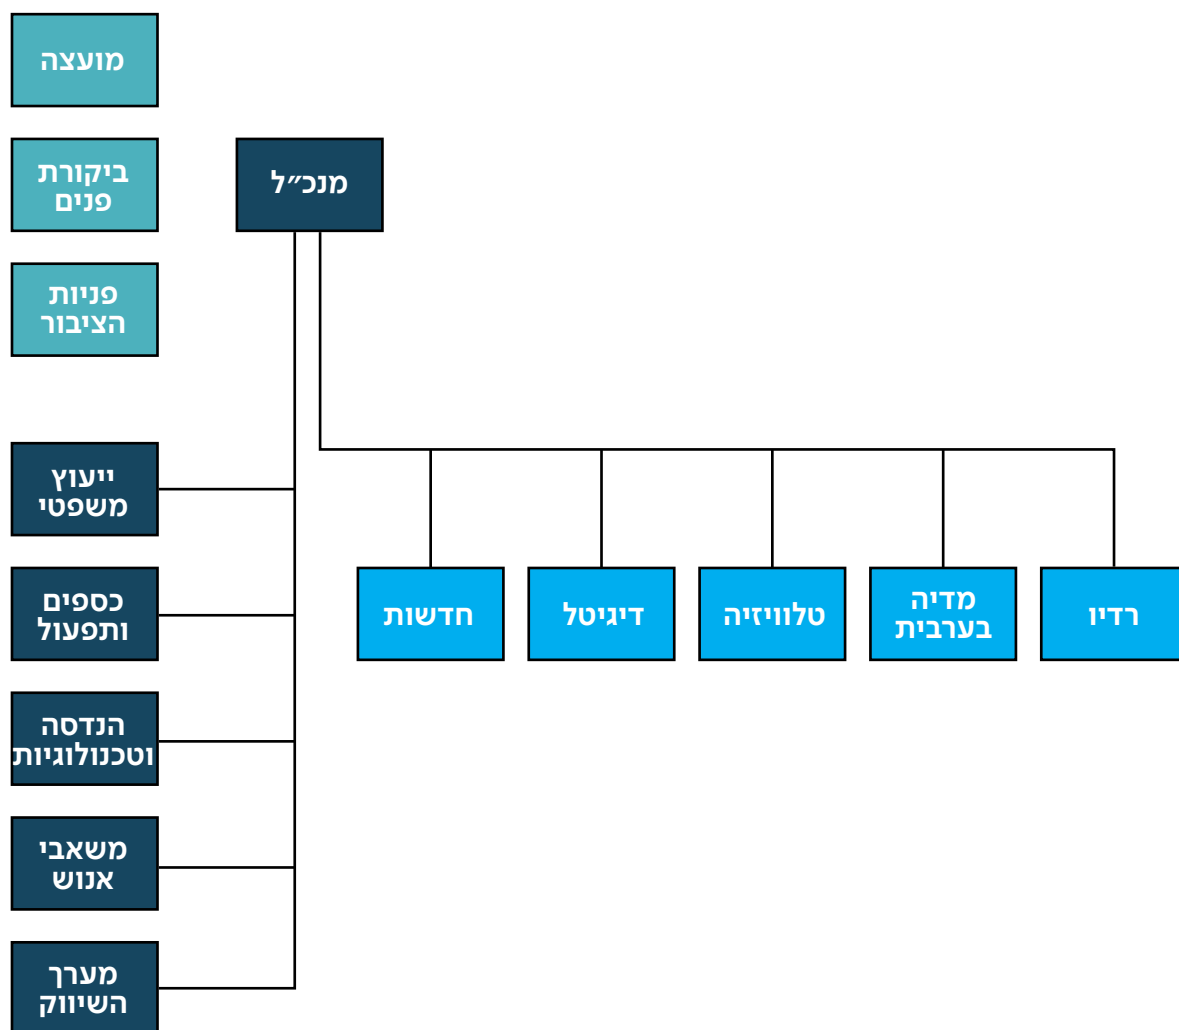 מועצה
ביקורת
פנים
מנכ״ל
פניות
הציבור
ייעוץ
משפטי
כספים
ותפעול
הנדסה
וטכנולוגיות
משאבי
אנוש
מערך
השיווק
רדיו
מדיה
בערבית
טלוויזיה
דיגיטל
חדשות